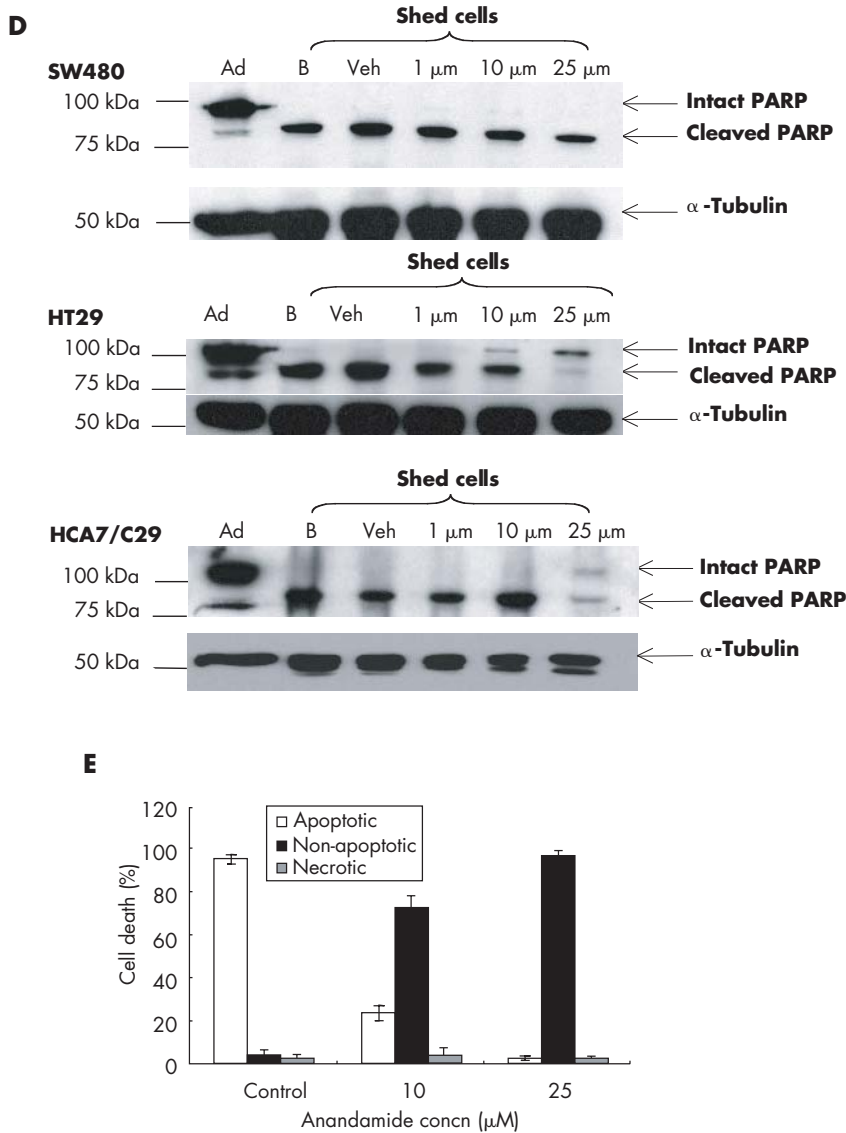 D
Shed cells
SW480 Ad B Veh 1 μm 10 μm 25 μm
100 kDa Intact PARP
75 kDa Cleaved PARP
50 kDa α-Tubulin
Shed cells
HT29 Ad B Veh 1 μm 10 μm 25 μm
100 kDa Intact PARP
75 kDa Cleaved PARP
50 kDa α-Tubulin
Shed cells
HCA7/C29 Ad B Veh 1 μm 10 μm 25 μm
100 kDa Intact PARP
75 kDa Cleaved PARP
50 kDa α-Tubulin
E
120
100
80
60
40
20
0
Cell death (%)
Apoptotic
Non-apoptotic
Necrotic
Control 10 25
Anandamide concn (μM)